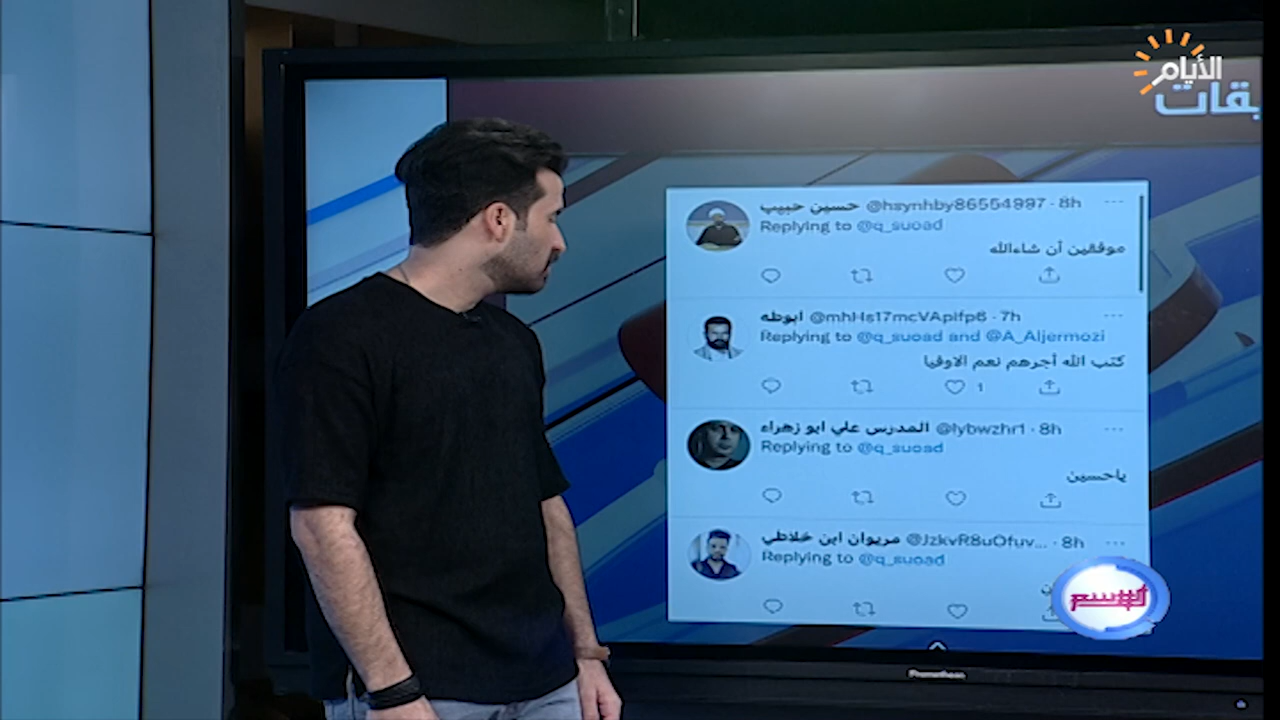 الأيام
حسين حبيب @hsynhby86554997 · 8h
Replying to @q_suoad
موفقين أن شاءالله
ابوطه @mhHs17mcVApifp6 · 7h
Replying to @q_suoad and @A_Aljermozi
كتب الله أجرهم نعم الاوفيا
1
المدرس علي ابو زهراء @lybwzhr1 · 8h
Replying to @q_suoad
ياحسين
مريوان ابن خلاطي @JzkvR8uOfuv... · 8h
Replying to @q_suoad
Promethean